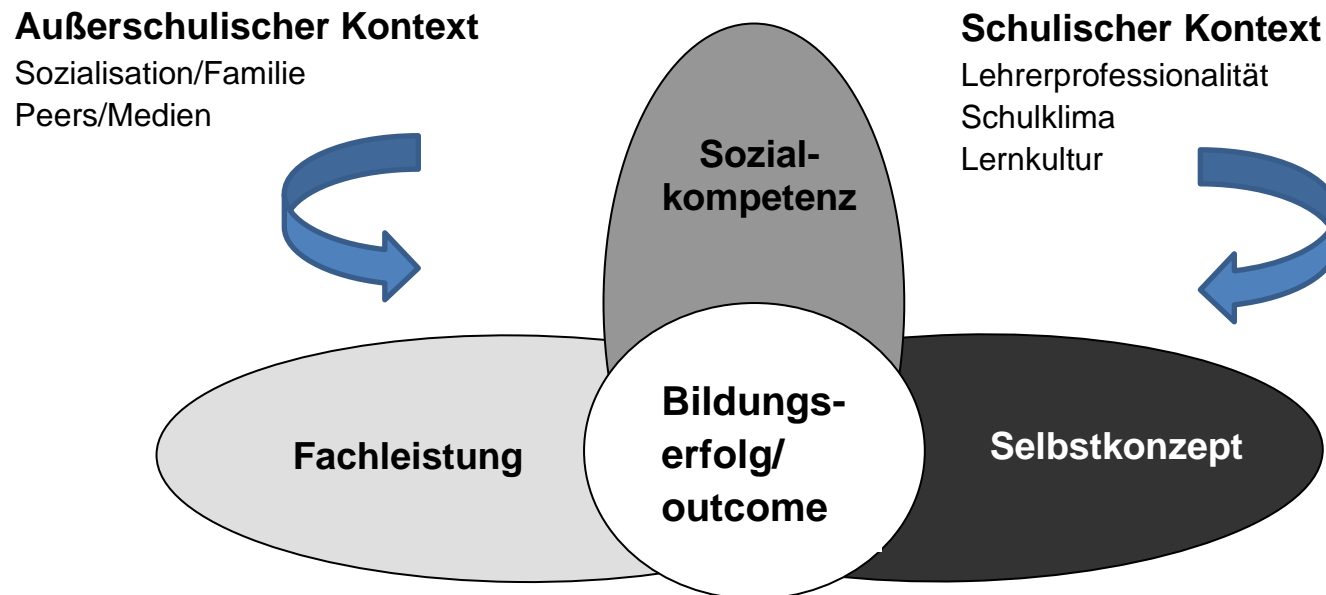 Außerschulischer Kontext
Sozialisation/Familie
Peers/Medien
Schulischer Kontext
Lehrerprofessionalität
Schulklima
Lernkultur
Sozial-
kompetenz
Fachleistung
Bildungs-
erfolg/
outcome
Selbstkonzept